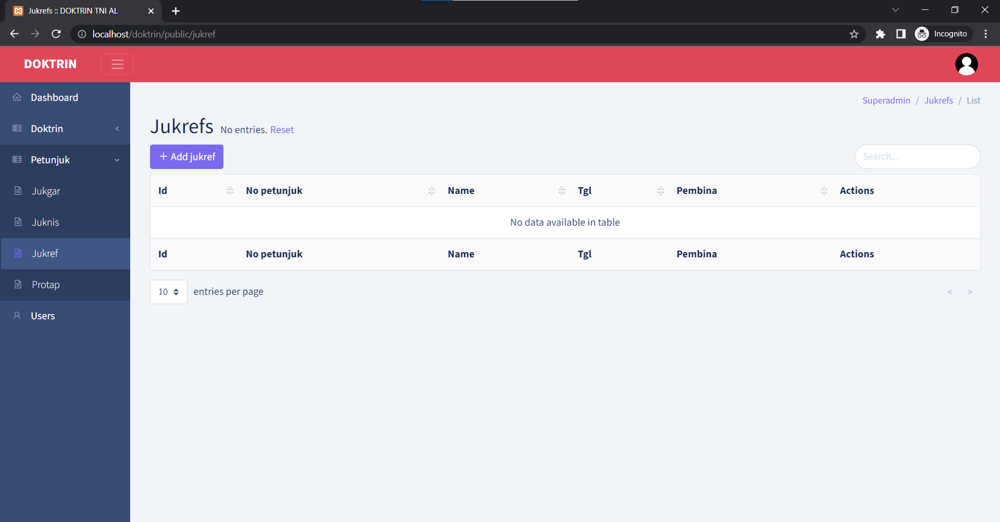 Jukrefs :: DOKTRIN TNI AL
localhost/doktrin/public/jukref
Incognito
DOKTRIN
Dashboard
Doktrin
Petunjuk
Jukgar
Juknis
Jukref
Protap
Users
Superadmin / Jukrefs / List
Jukrefs No entries. Reset
+ Add jukref
Search...
Id No petunjuk Name Tgl Pembina Actions
No data available in table
Id No petunjuk Name Tgl Pembina Actions
10 entries per page
< >